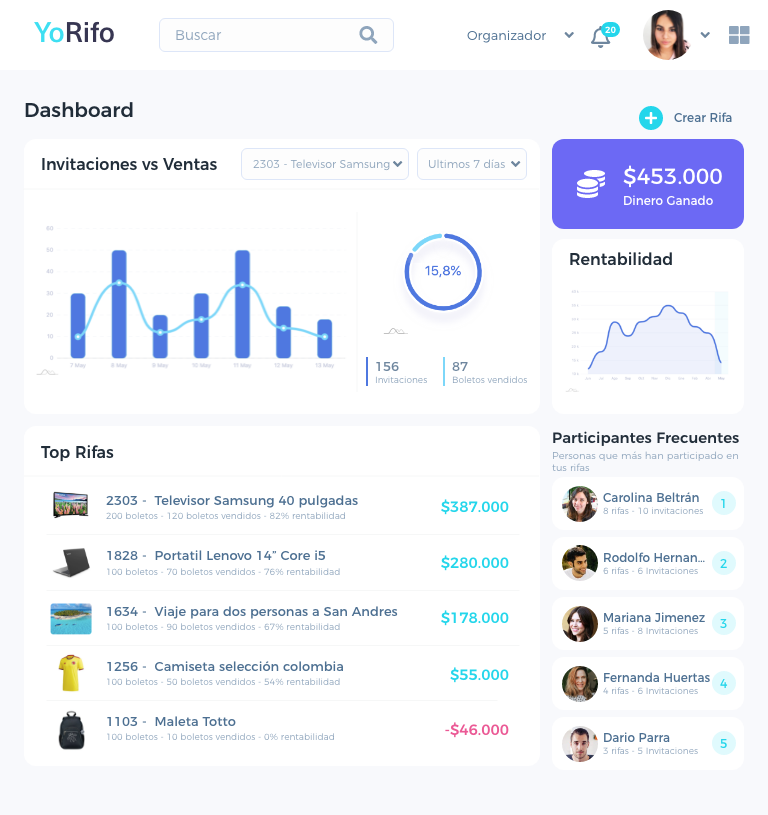 YoRifo
Buscar
Organizador
20
Dashboard
Crear Rifa
Invitaciones vs Ventas
2303 - Televisor Samsung
Ultimos 7 días
60
50
40
30
20
10
0
7 May
8 May
9 May
10 May
11 May
12 May
13 May
15,8%
156
Invitaciones
87
Boletos vendidos
$453.000
Dinero Ganado
Rentabilidad
Top Rifas
2303 - Televisor Samsung 40 pulgadas
200 boletos - 120 boletos vendidos - 82% rentabilidad
$387.000
1828 - Portatil Lenovo 14” Core i5
100 boletos - 70 boletos vendidos - 76% rentabilidad
$280.000
1634 - Viaje para dos personas a San Andres
100 boletos - 90 boletos vendidos - 67% rentabilidad
$178.000
1256 - Camiseta selección colombia
100 boletos - 50 boletos vendidos - 54% rentabilidad
$55.000
1103 - Maleta Totto
100 boletos - 10 boletos vendidos - 0% rentabilidad
-$46.000
Participantes Frecuentes
Personas que más han participado en
tus rifas
Carolina Beltrán
8 rifas - 10 invitaciones
1
Rodolfo Hernan...
6 rifas - 6 Invitaciones
2
Mariana Jimenez
5 rifas - 8 Invitaciones
3
Fernanda Huertas
4 rifas - 6 Invitaciones
4
Dario Parra
3 rifas - 5 Invitaciones
5